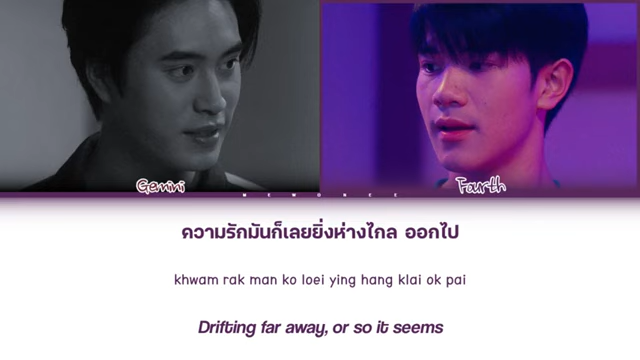 Gemini
Fourth
NEWONEE
ความรักมันก็เลยยิ่งห่างไกล ออกไป
khwam rak man ko loei ying hang klai ok pai
Drifting far away, or so it seems